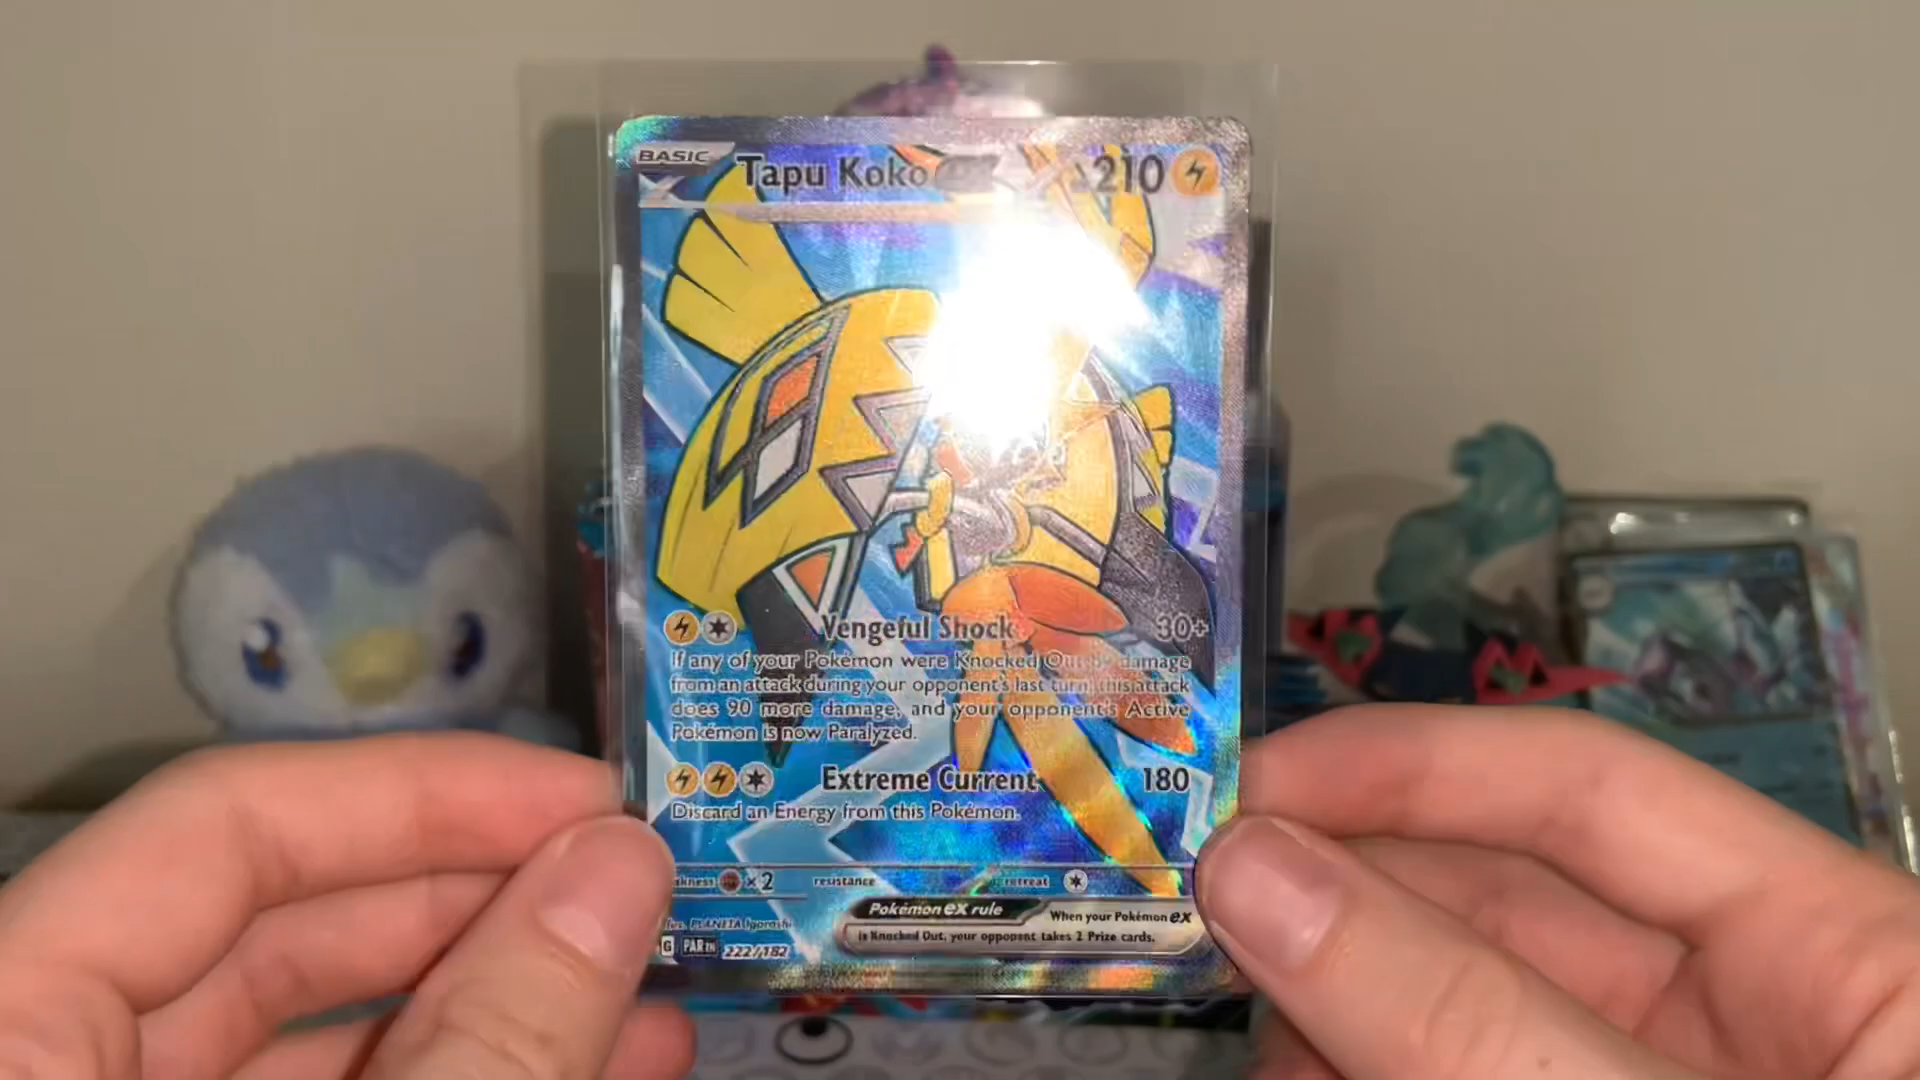 BASIC Tapu Koko ex 210
Vengeful Shock 30+
If any of your Pokémon were Knocked Out by damage
from an attack during your opponent's last turn, this attack
does 90 more damage, and your opponent's Active
Pokémon is now Paralyzed.
Extreme Current 180
Discard an Energy from this Pokémon.
×2 resistance retreat
Illus. PLANETA Igarashi
Pokémon ex rule When your Pokémon ex
is Knocked Out, your opponent takes 2 Prize cards.
G PAR EN 222/182